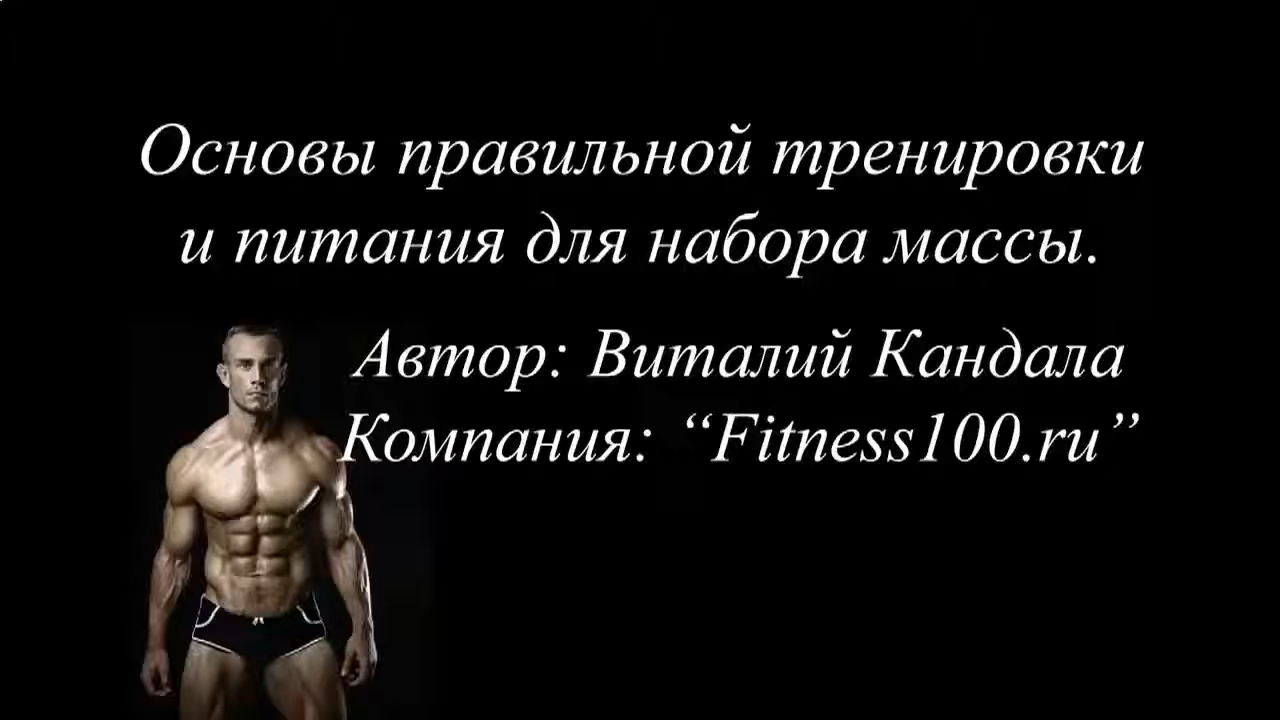 Основы правильной тренировки
и питания для набора массы.
Автор: Виталий Кандала
Компания: “Fitness100.ru”